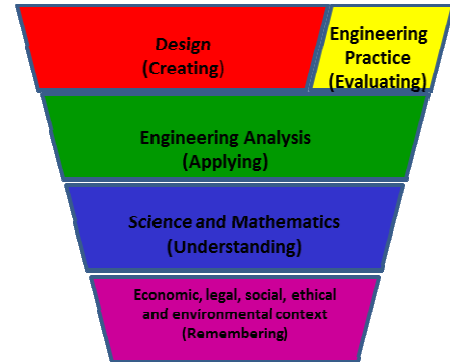 Design
(Creating)
Engineering
Practice
(Evaluating)
Engineering Analysis
(Applying)
Science and Mathematics
(Understanding)
Economic, legal, social, ethical
and environmental context
(Remembering)